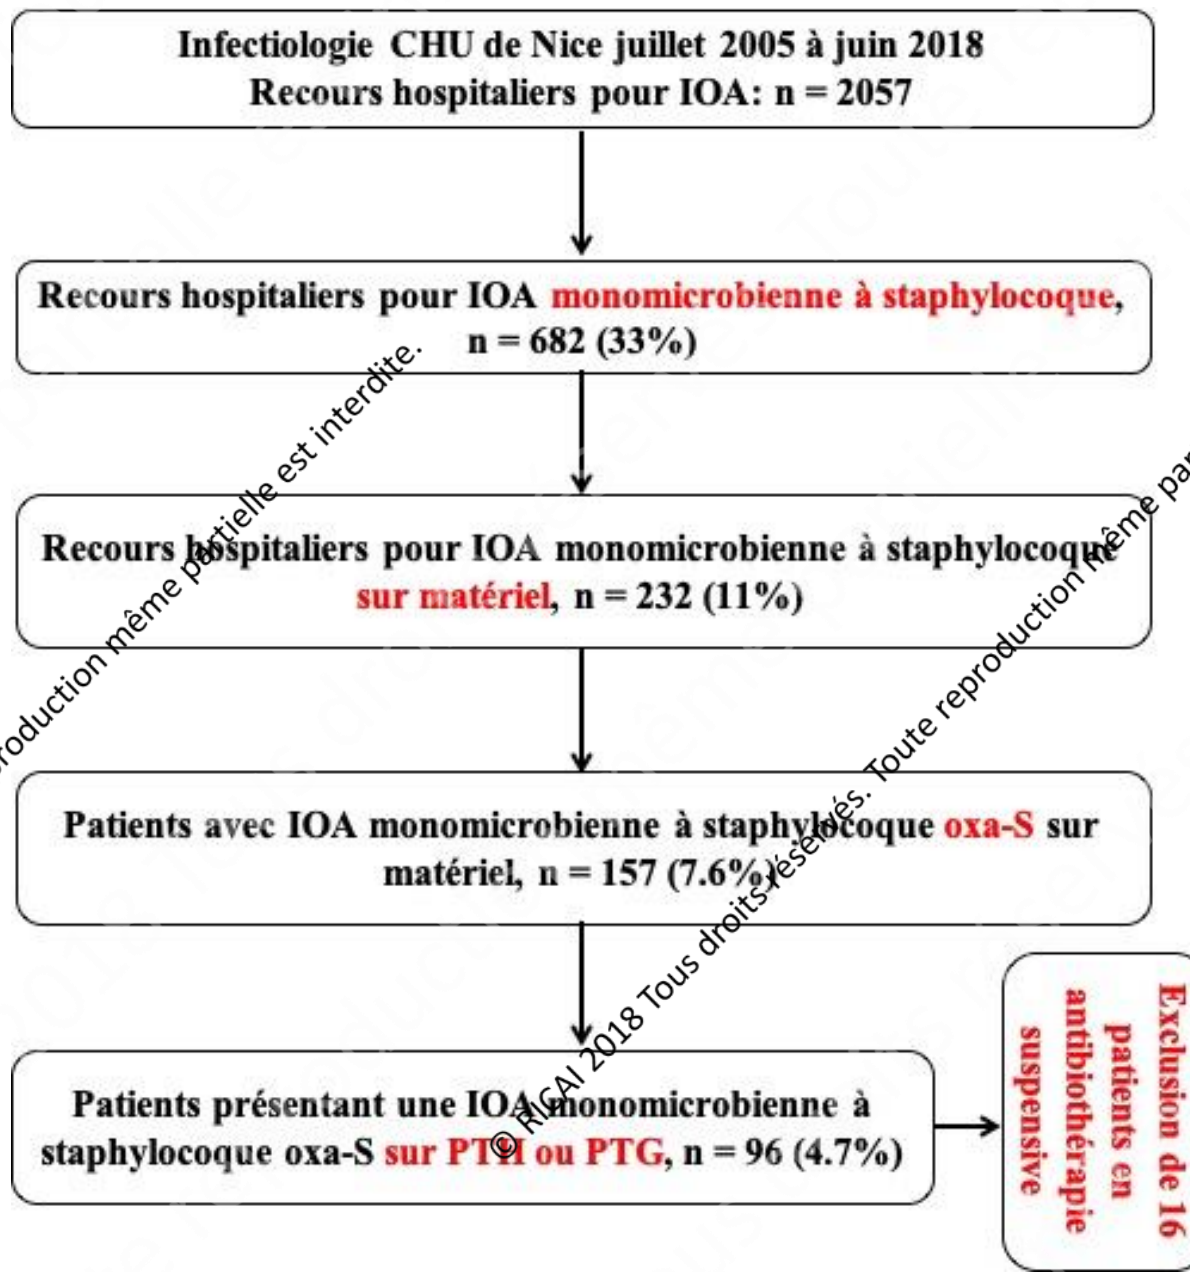 Infectiologie CHU de Nice juillet 2005 à juin 2018
Recours hospitaliers pour IOA: n = 2057
Recours hospitaliers pour IOA monomicrobienne à staphylocoque,
n = 682 (33%)
Recours hospitaliers pour IOA monomicrobienne à staphylocoque
sur matériel, n = 232 (11%)
Patients avec IOA monomicrobienne à staphylocoque oxa-S sur
matériel, n = 157 (7.6%)
Patients présentant une IOA monomicrobienne à
staphylocoque oxa-S sur PTH ou PTG, n = 96 (4.7%)
Exclusion de 16
patients en
antibiothérapie
suspensive
production même partielle est interdite.
© RICAI 2018 Tous droits réservés. Toute reproduction même par